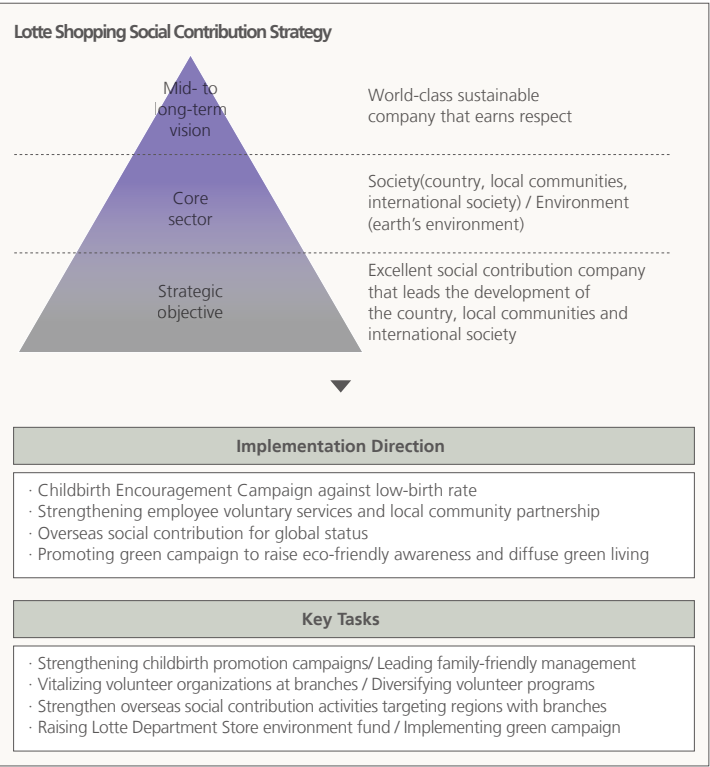 Lotte Shopping Social Contribution Strategy
Mid- to
long-term
vision
World-class sustainable
company that earns respect
Core
sector
Society(country, local communities,
international society) / Environment
(earth's environment)
Strategic
objective
Excellent social contribution company
that leads the development of
the country, local communities and
international society
Implementation Direction
· Childbirth Encouragement Campaign against low-birth rate
· Strengthening employee voluntary services and local community partnership
· Overseas social contribution for global status
· Promoting green campaign to raise eco-friendly awareness and diffuse green living
Key Tasks
· Strengthening childbirth promotion campaigns/ Leading family-friendly management
· Vitalizing volunteer organizations at branches / Diversifying volunteer programs
· Strengthen overseas social contribution activities targeting regions with branches
· Raising Lotte Department Store environment fund / Implementing green campaign